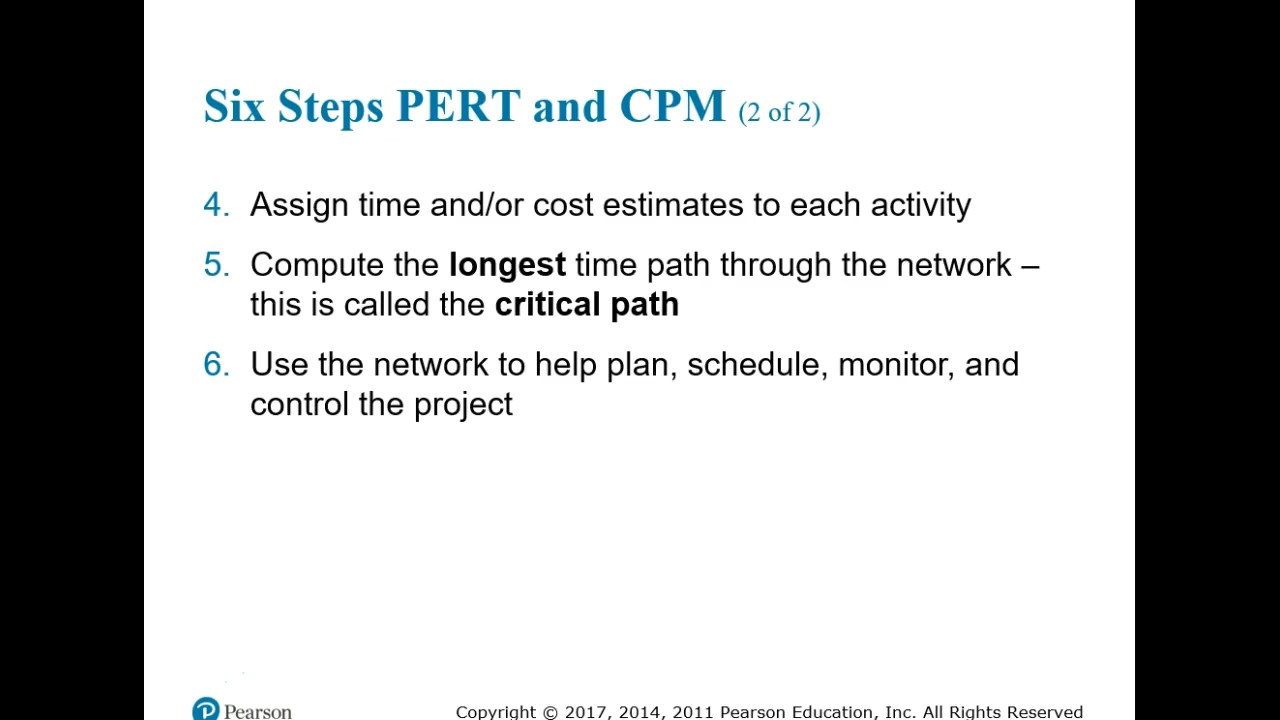 Six Steps PERT and CPM (2 of 2)
4. Assign time and/or cost estimates to each activity
5. Compute the longest time path through the network –
this is called the critical path
6. Use the network to help plan, schedule, monitor, and
control the project
Pearson
Copyright © 2017, 2014, 2011 Pearson Education, Inc. All Rights Reserved